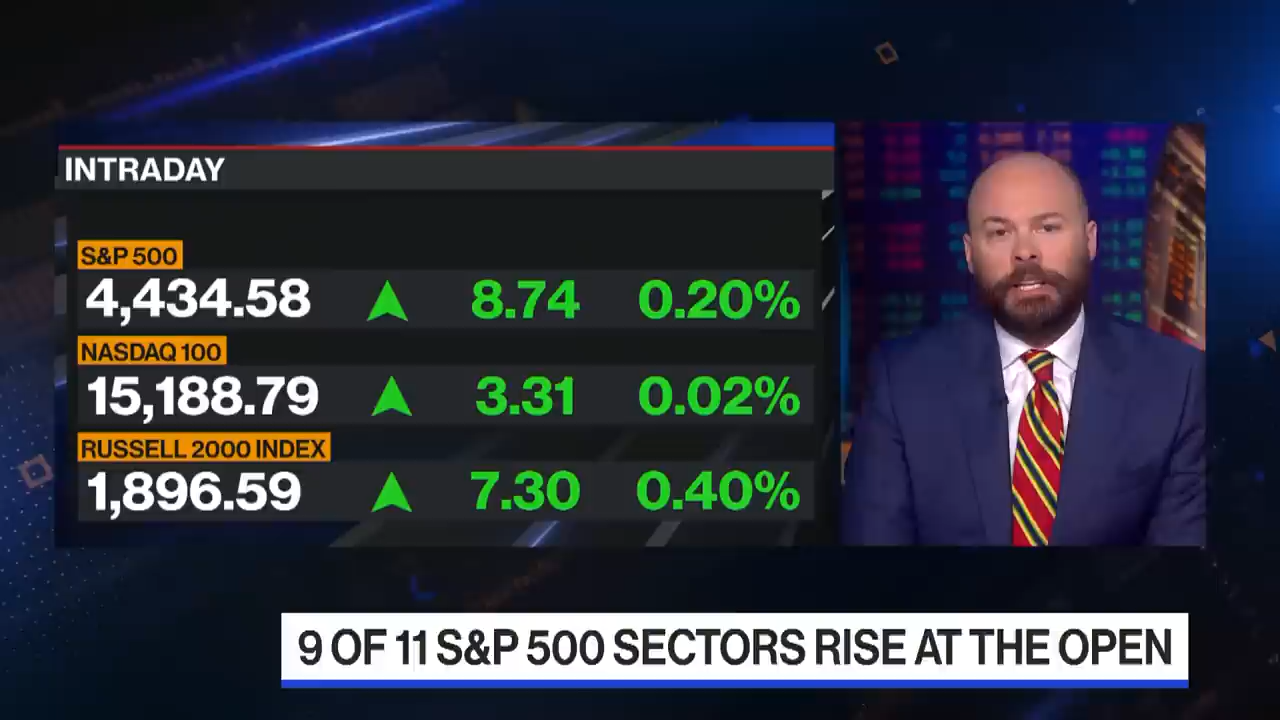 INTRADAY
S&P 500
4,434.58 ▲ 8.74 0.20%
NASDAQ 100
15,188.79 ▲ 3.31 0.02%
RUSSELL 2000 INDEX
1,896.59 ▲ 7.30 0.40%
9 OF 11 S&P 500 SECTORS RISE AT THE OPEN